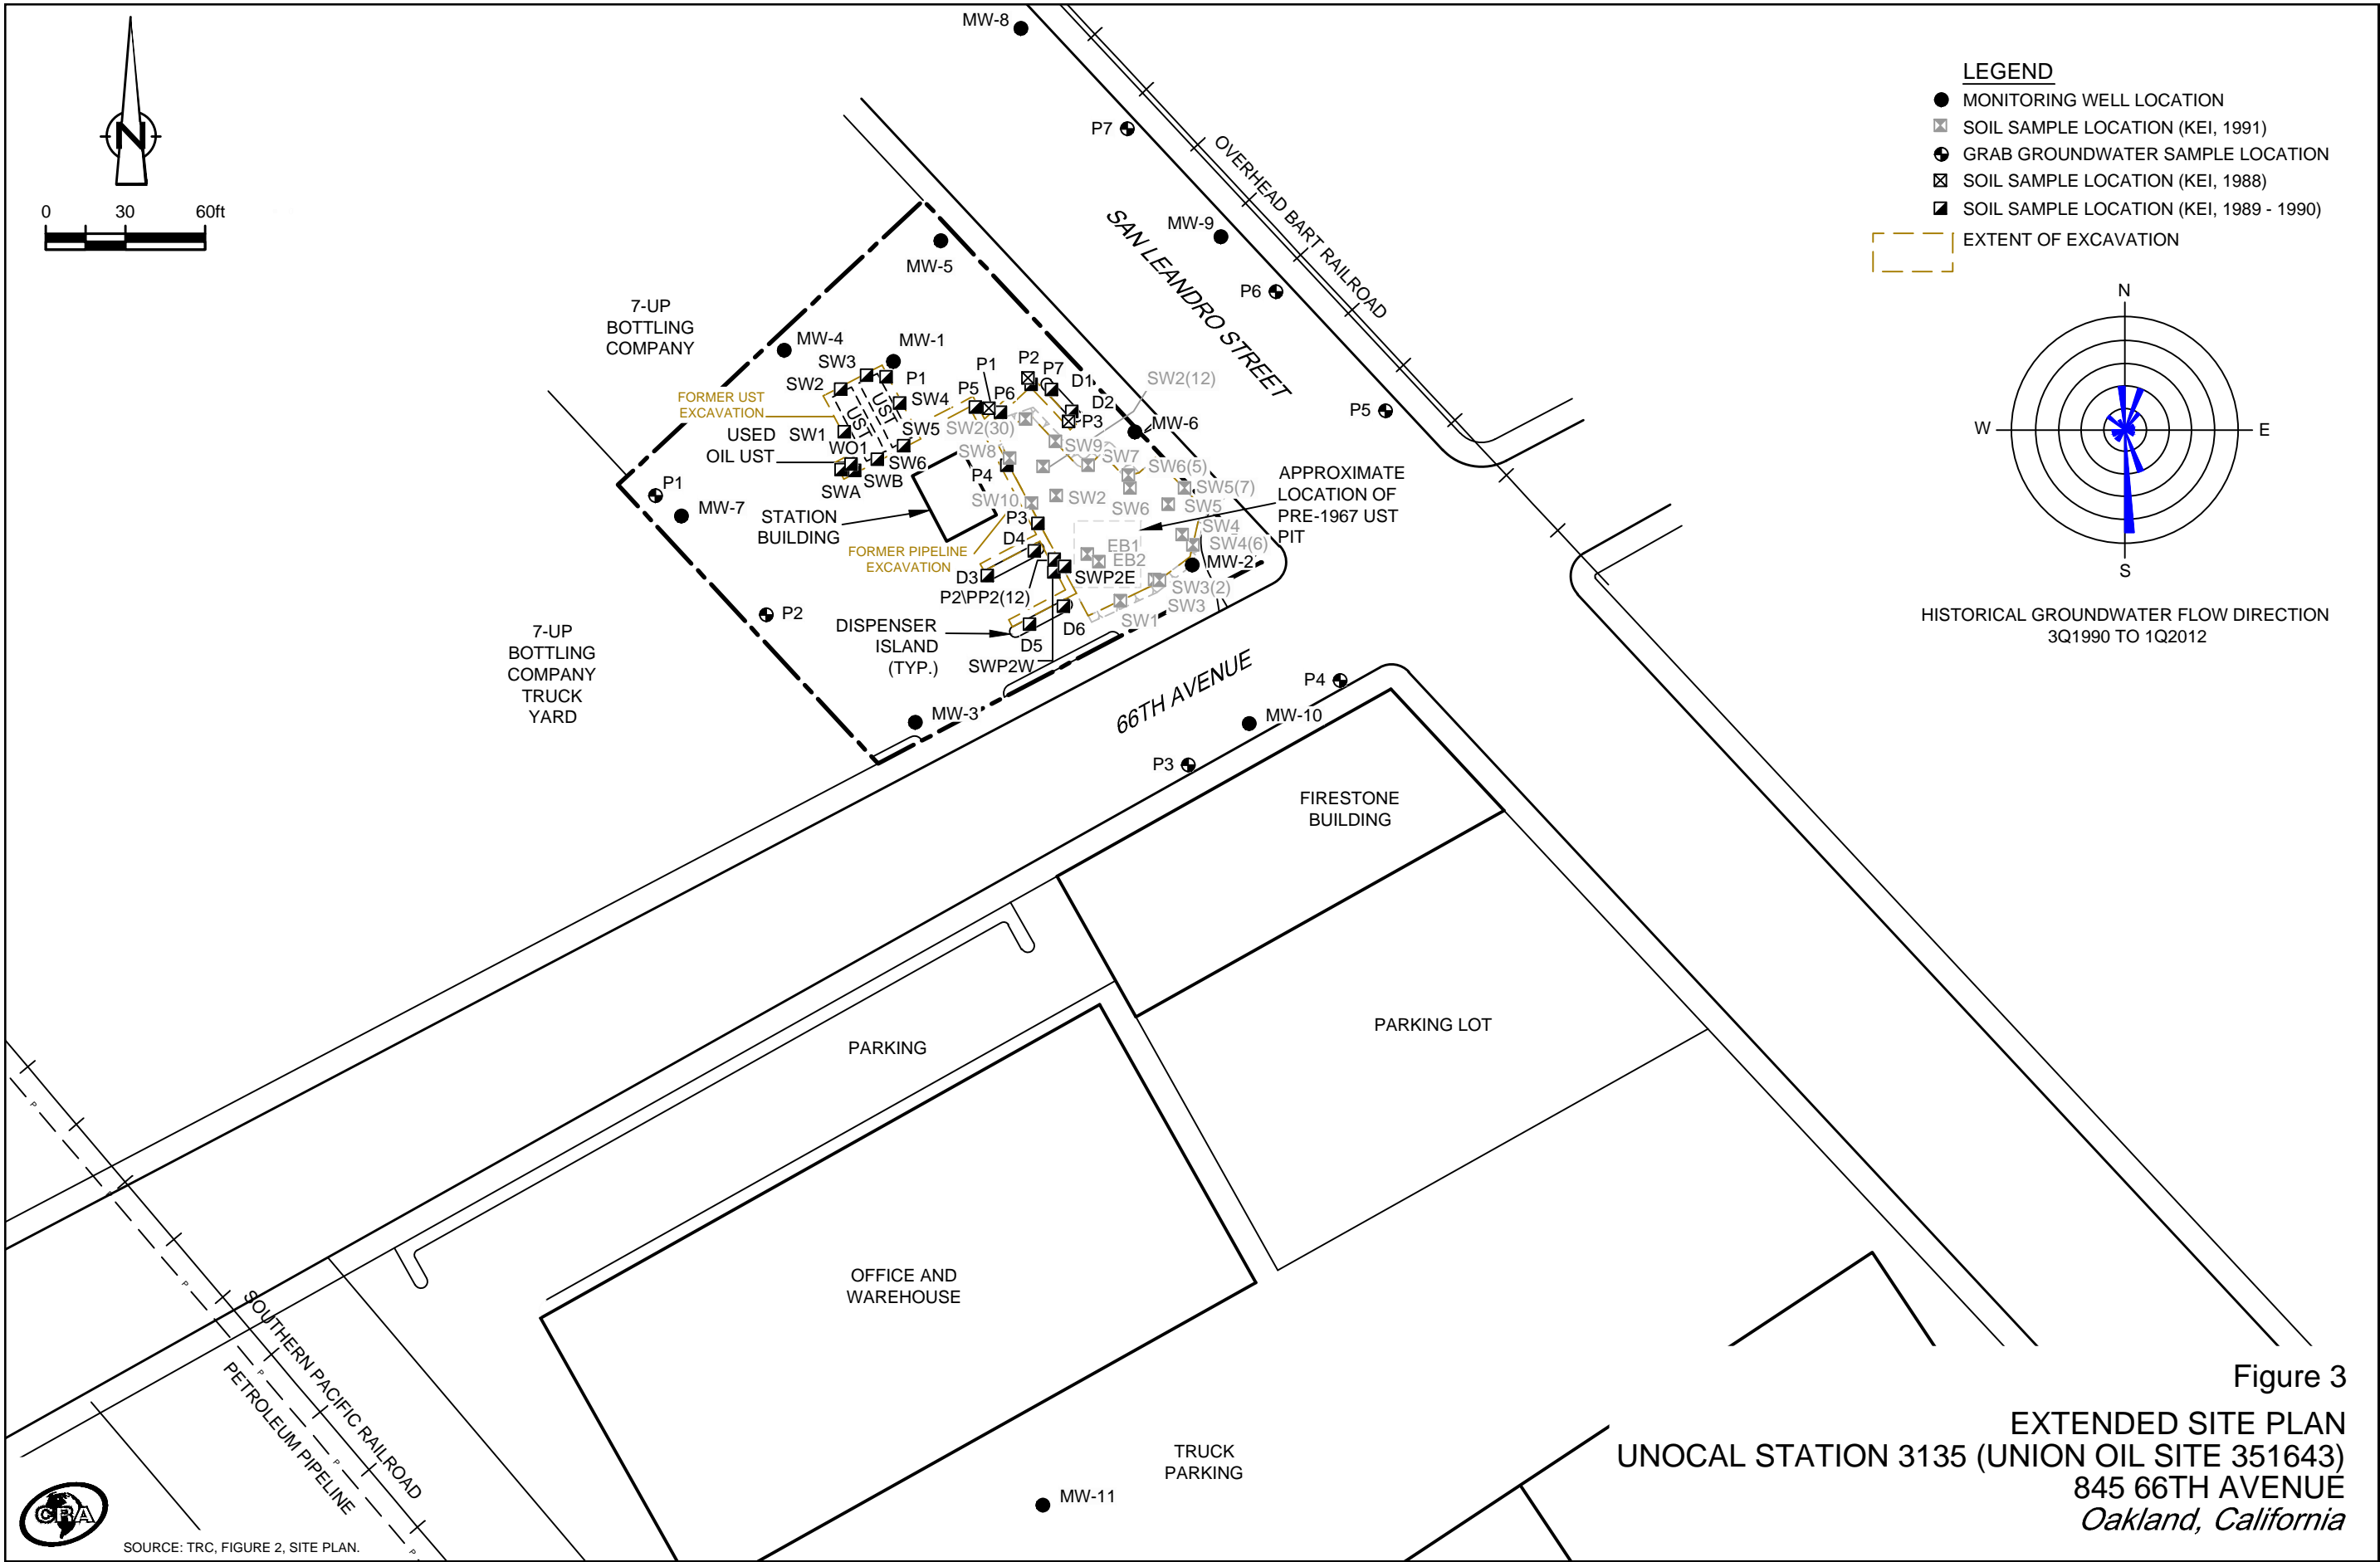 MW-8
LEGEND
MONITORING WELL LOCATION
SOIL SAMPLE LOCATION (KEI, 1991)
GRAB GROUNDWATER SAMPLE LOCATION
SOIL SAMPLE LOCATION (KEI, 1988)
SOIL SAMPLE LOCATION (KEI, 1989 - 1990)
EXTENT OF EXCAVATION
N
0 30 60ft
P7
OVERHEAD BART RAILROAD
SAN LEANDRO STREET
MW-9
P6
P5
MW-5
7-UP
BOTTLING
COMPANY
MW-4
MW-1
SW3
SW2
P1
SW4
FORMER UST
EXCAVATION
UST
UST
USED
OIL UST
SW1
WO1
SW5
SW6
SWB
SWA
P5
P1
P6
P2
P7
D1
D2
P3
SW2(12)
MW-6
SW2(30)
SW8
SW9
SW7
SW6(5)
P4
SW10
SW2
SW6
SW5(7)
SW5
SW4
SW4(6)
APPROXIMATE
LOCATION OF
PRE-1967 UST
PIT
P1
MW-7
STATION
BUILDING
P3
D4
FORMER PIPELINE
EXCAVATION
EB1
EB2
MW-2
D3
SWP2E
P2\PP2(12)
SW3(2)
SW3
SW1
P2
DISPENSER
ISLAND
(TYP.)
D6
D5
SWP2W
7-UP
BOTTLING
COMPANY
TRUCK
YARD
MW-3
66TH AVENUE
P4
MW-10
P3
N
W
E
S
HISTORICAL GROUNDWATER FLOW DIRECTION
3Q1990 TO 1Q2012
FIRESTONE
BUILDING
PARKING LOT
PARKING
OFFICE AND
WAREHOUSE
TRUCK
PARKING
MW-11
P
P
P
P
P
SOUTHERN PACIFIC RAILROAD
PETROLEUM PIPELINE
CRA
SOURCE: TRC, FIGURE 2, SITE PLAN.
Figure 3
EXTENDED SITE PLAN
UNOCAL STATION 3135 (UNION OIL SITE 351643)
845 66TH AVENUE
Oakland, California